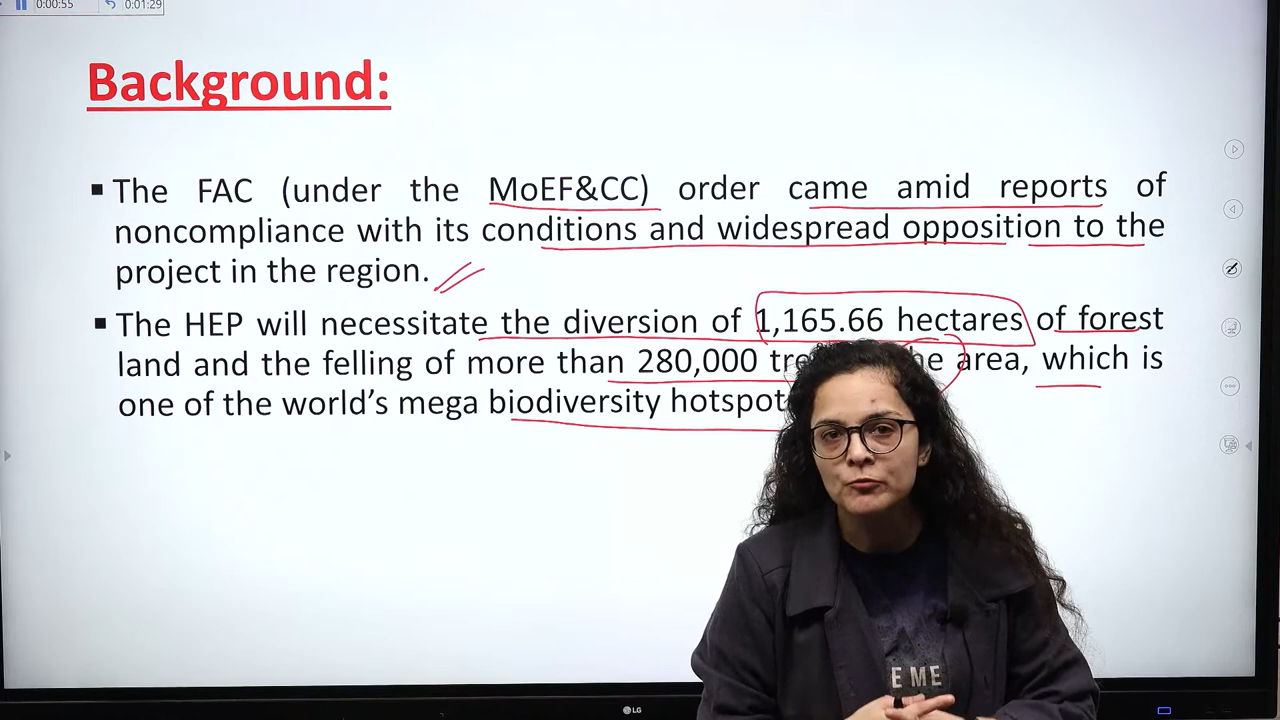 0:00:55 0:01:29
Background:
▪ The FAC (under the MoEF&CC) order came amid reports of
noncompliance with its conditions and widespread opposition to the
project in the region.
▪ The HEP will necessitate the diversion of 1,165.66 hectares of forest
land and the felling of more than 280,000 area, which is
one of the world's mega biodiversity
E ME
LG